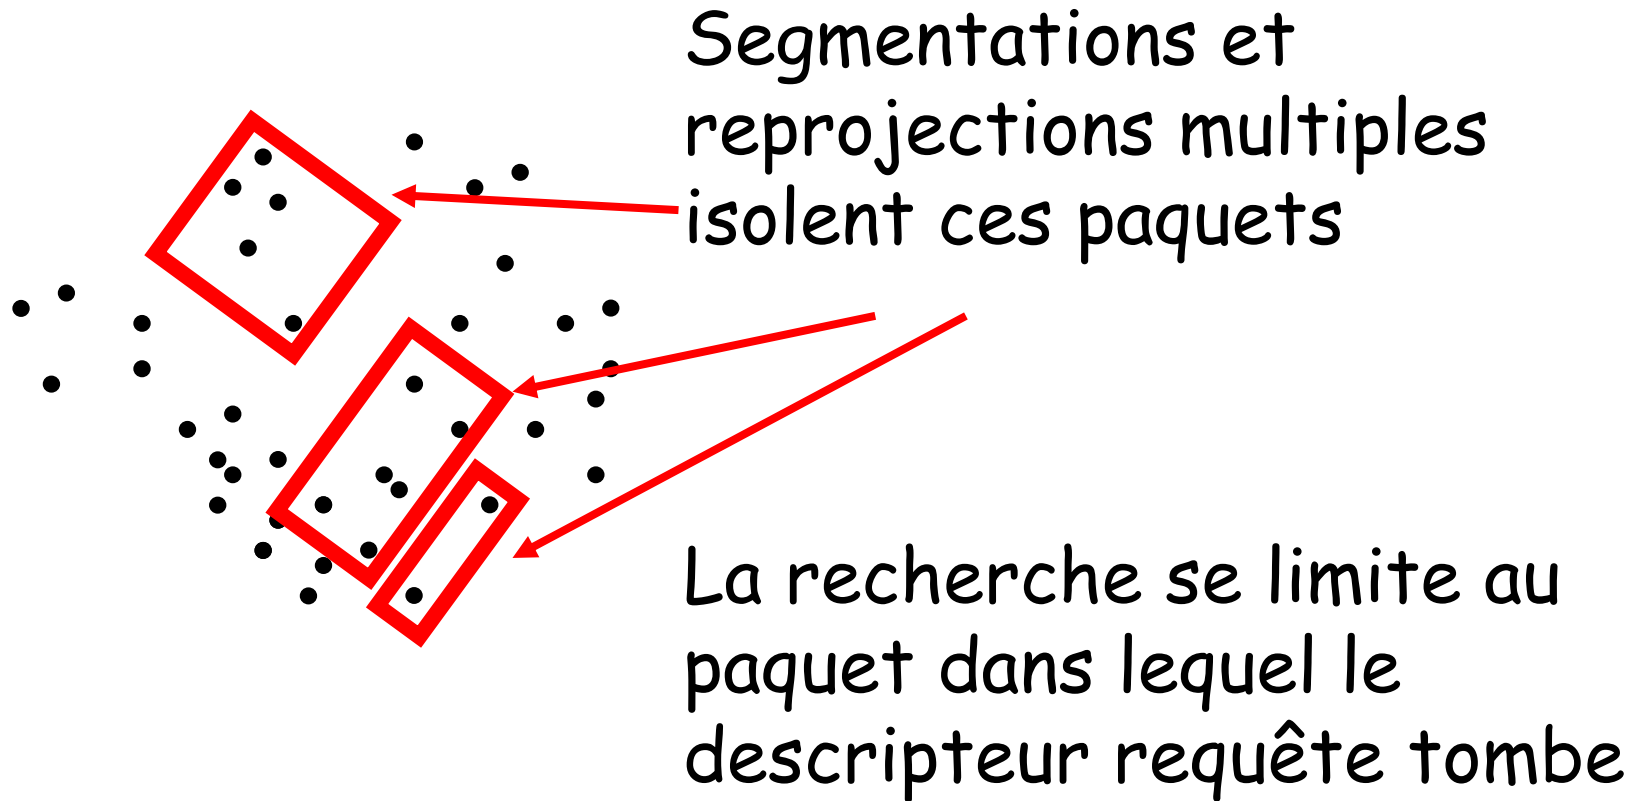 Segmentations et
reprojections multiples
isolent ces paquets
La recherche se limite au
paquet dans lequel le
descripteur requête tombe